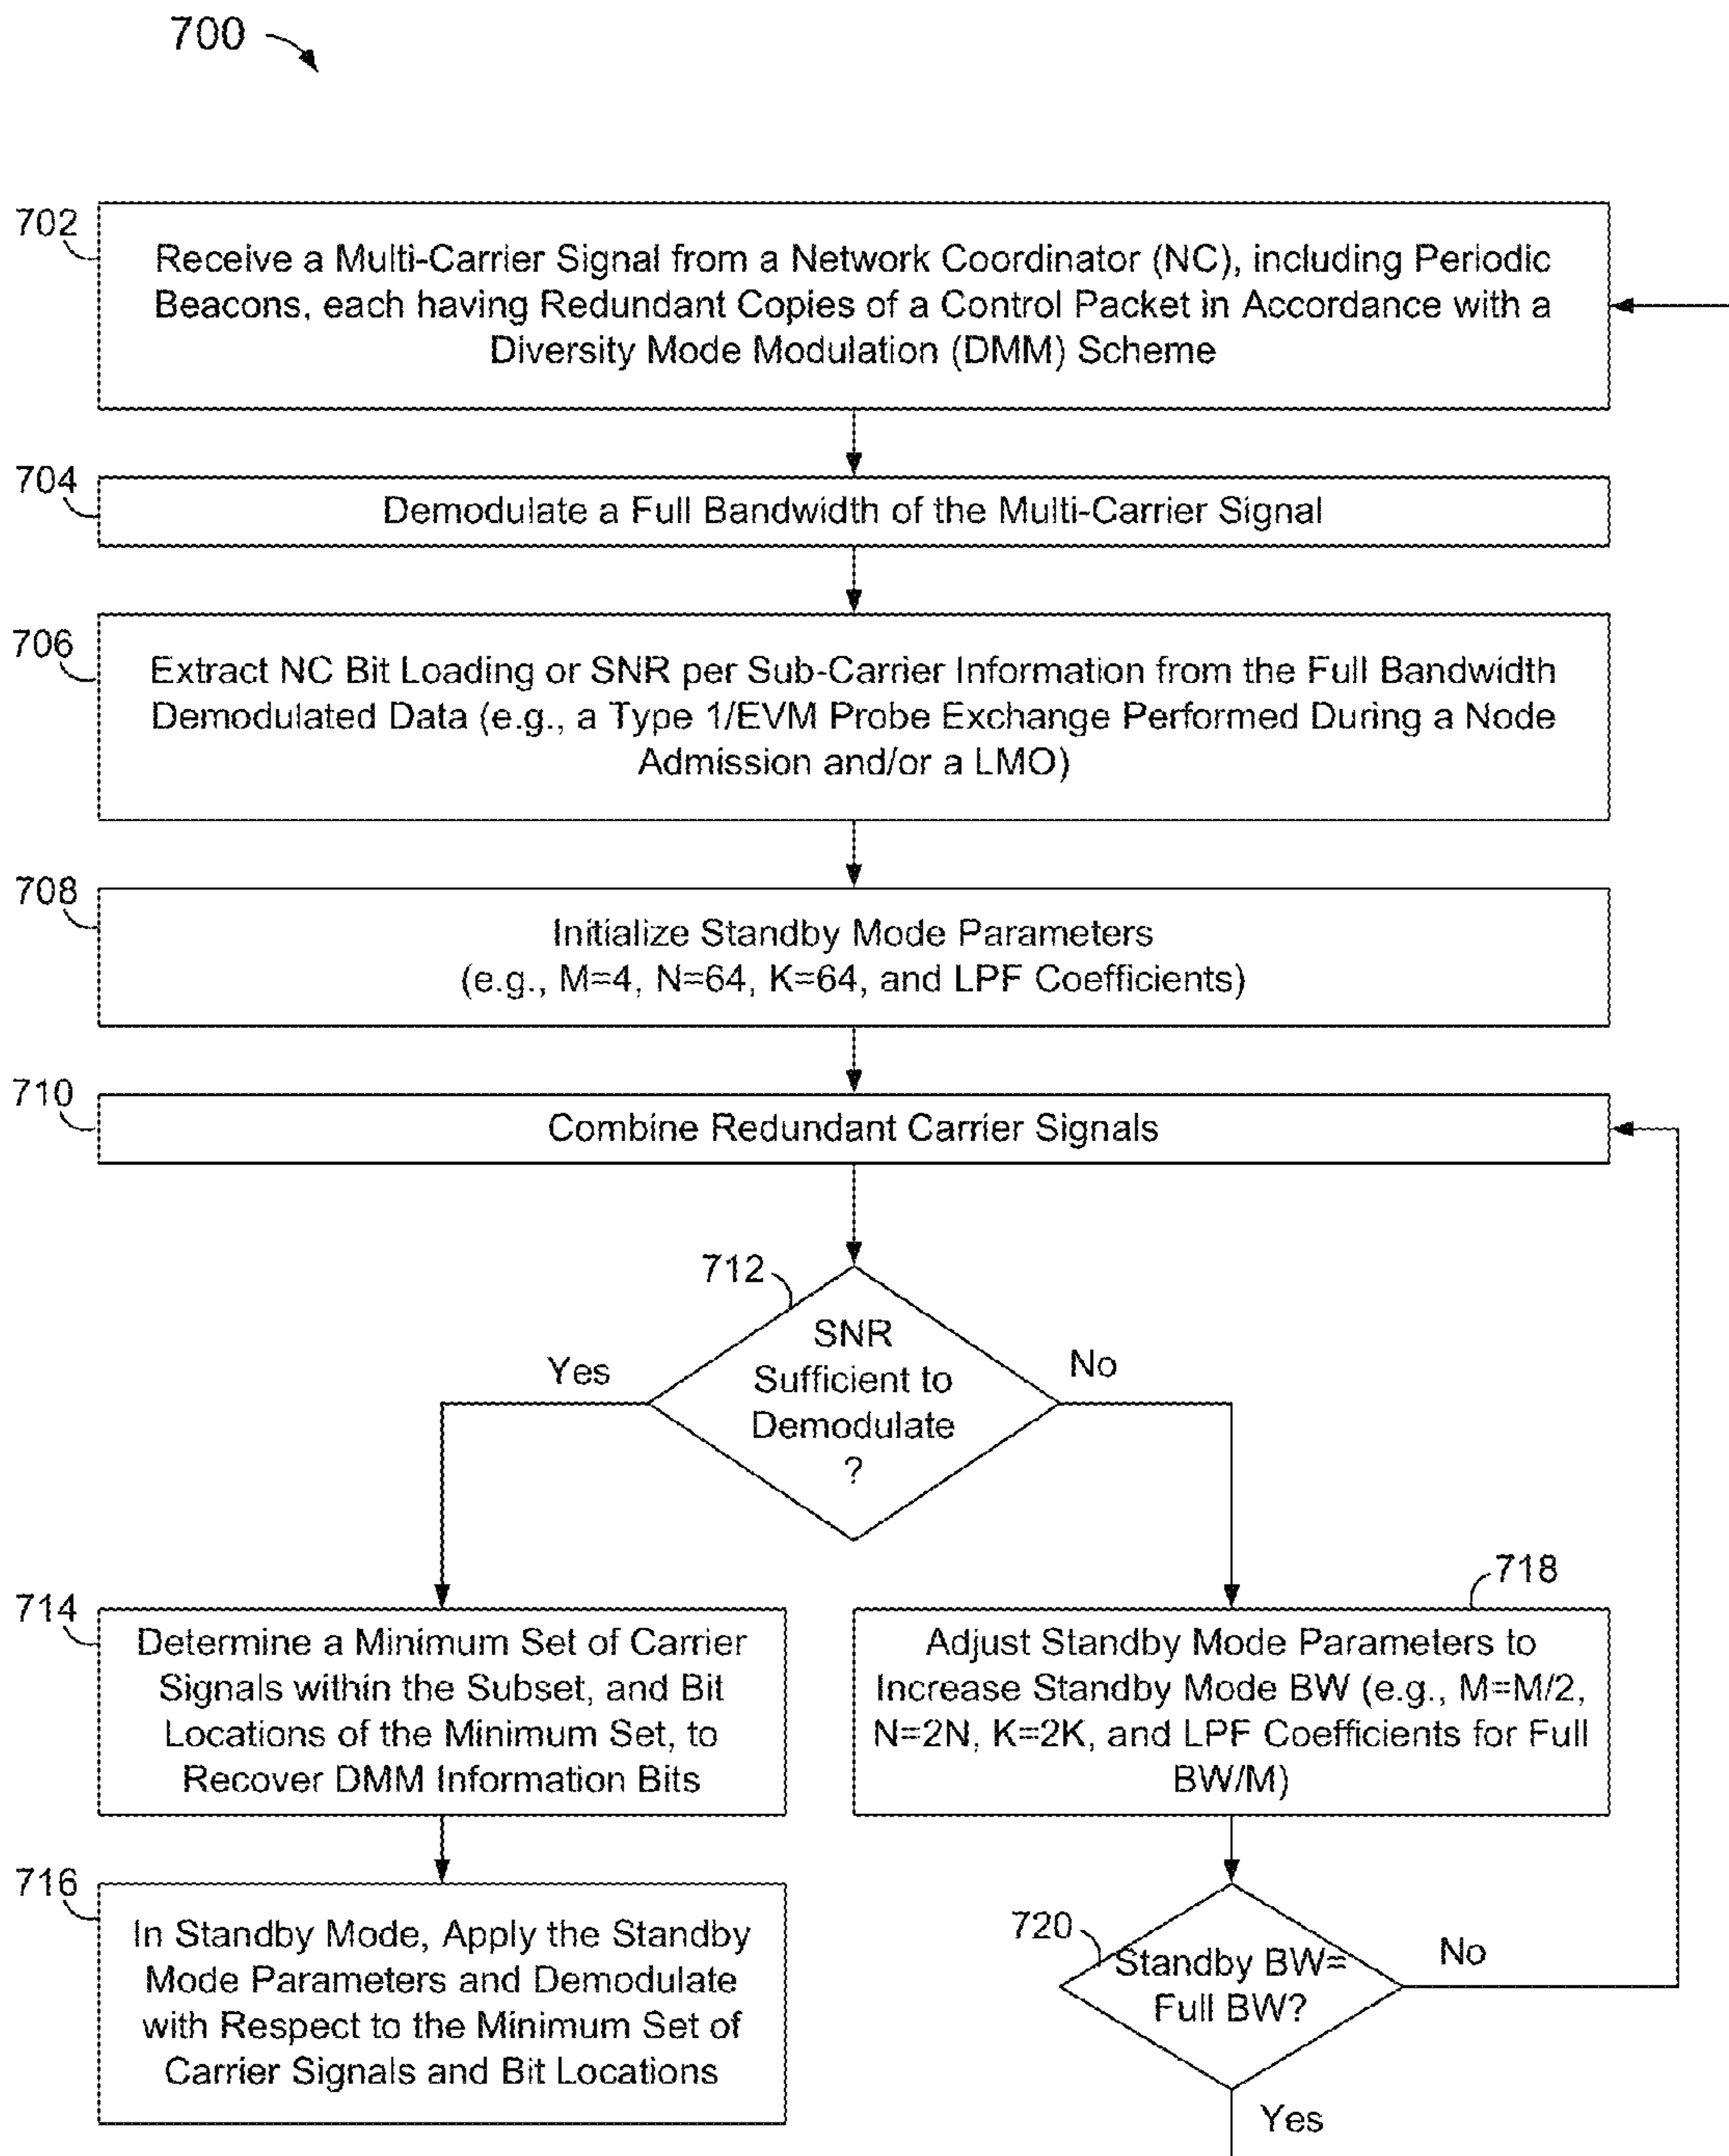 700
702
Receive a Multi-Carrier Signal from a Network Coordinator (NC), including Periodic
Beacons, each having Redundant Copies of a Control Packet in Accordance with a
Diversity Mode Modulation (DMM) Scheme
704
Demodulate a Full Bandwidth of the Multi-Carrier Signal
706
Extract NC Bit Loading or SNR per Sub-Carrier Information from the Full Bandwidth
Demodulated Data (e.g., a Type 1/EVM Probe Exchange Performed During a Node
Admission and/or a LMO)
708
Initialize Standby Mode Parameters
(e.g., M=4, N=64, K=64, and LPF Coefficients)
710
Combine Redundant Carrier Signals
712
SNR
Sufficient to
Demodulate
?
Yes
No
714
Determine a Minimum Set of Carrier
Signals within the Subset, and Bit
Locations of the Minimum Set, to
Recover DMM Information Bits
718
Adjust Standby Mode Parameters to
Increase Standby Mode BW (e.g., M=M/2,
N=2N, K=2K, and LPF Coefficients for Full
BW/M)
716
In Standby Mode, Apply the Standby
Mode Parameters and Demodulate
with Respect to the Minimum Set of
Carrier Signals and Bit Locations
720
Standby BW=
Full BW?
No
Yes